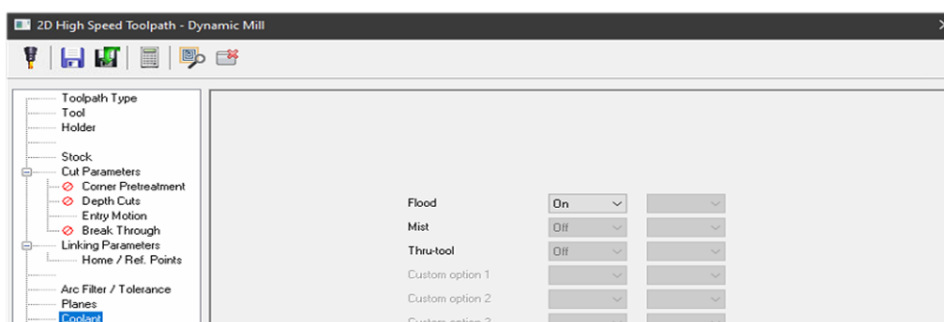 2D High Speed Toolpath - Dynamic Mill
Toolpath Type
Tool
Holder
Stock
Cut Parameters
Corner Pretreatment
Depth Cuts
Entry Motion
Break Through
Linking Parameters
Home / Ref. Points
Arc Filter / Tolerance
Planes
Coolant
Flood On
Mist Off
Thru-tool Off
Custom option 1
Custom option 2